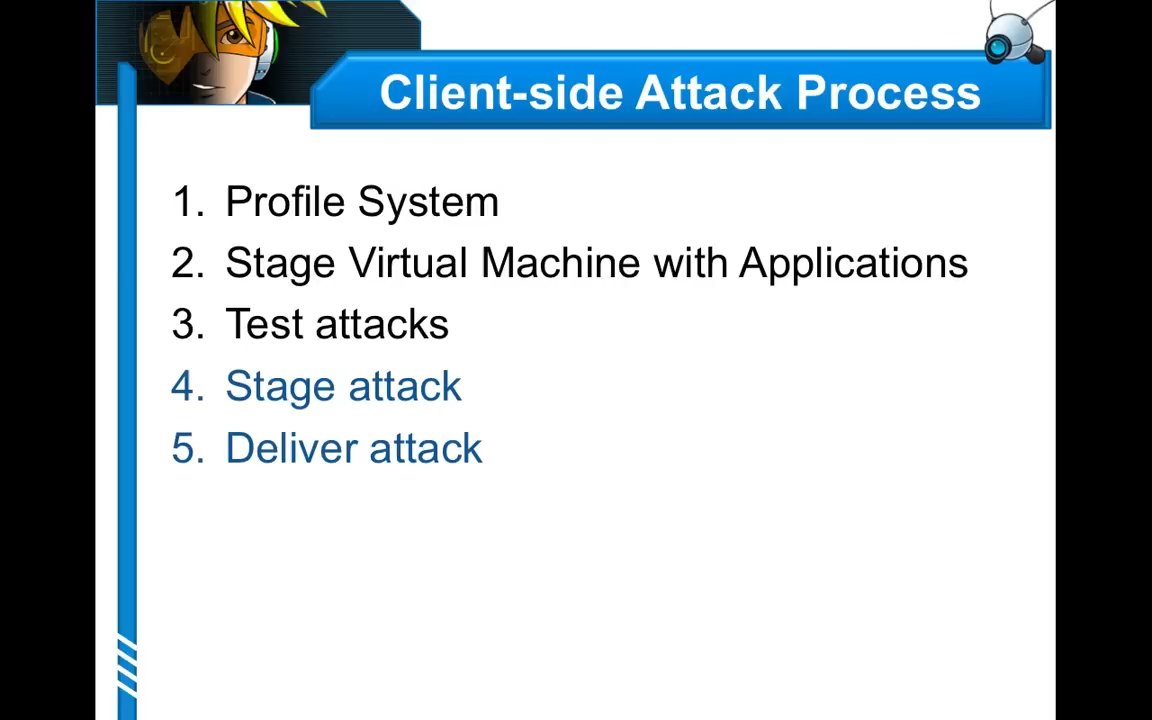 Client-side Attack Process
1. Profile System
2. Stage Virtual Machine with Applications
3. Test attacks
4. Stage attack
5. Deliver attack